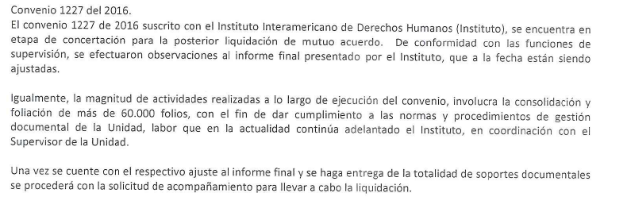 Convenio 1227 del 2016.
El convenio 1227 de 2016 suscrito con el Instituto Interamericano de Derechos Humanos (Instituto), se encuentra en
etapa de concertación para la posterior liquidación de mutuo acuerdo. De conformidad con las funciones de
supervisión, se efectuaron observaciones al informe final presentado por el Instituto, que a la fecha están siendo
ajustadas.
Igualmente, la magnitud de actividades realizadas a lo largo de ejecución del convenio, involucra la consolidación y
foliación de más de 60.000 folios, con el fin de dar cumplimiento a las normas y procedimientos de gestión
documental de la Unidad, labor que en la actualidad continúa adelantado el Instituto, en coordinación con el
Supervisor de la Unidad.
Una vez se cuente con el respectivo ajuste al informe final y se haga entrega de la totalidad de soportes documentales
se procederá con la solicitud de acompañamiento para llevar a cabo la liquidación.